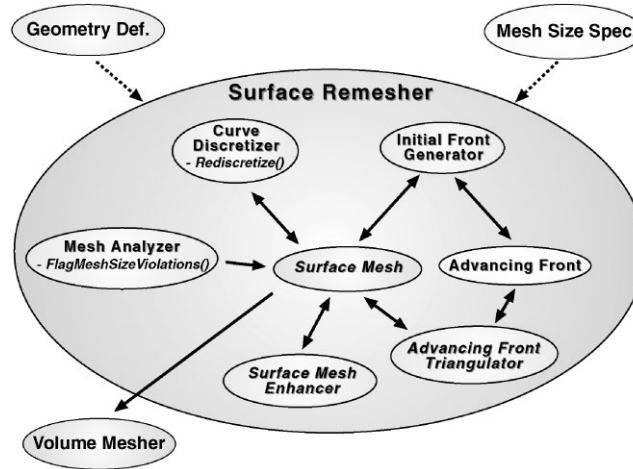 Geometry Def.
Mesh Size Spec.
Surface Remesher
Curve
Discretizer
- Rediscretize()
Initial Front
Generator
Mesh Analyzer
- FlagMeshSizeViolations()
Surface Mesh
Advancing Front
Surface Mesh
Enhancer
Advancing Front
Triangulator
Volume Mesher